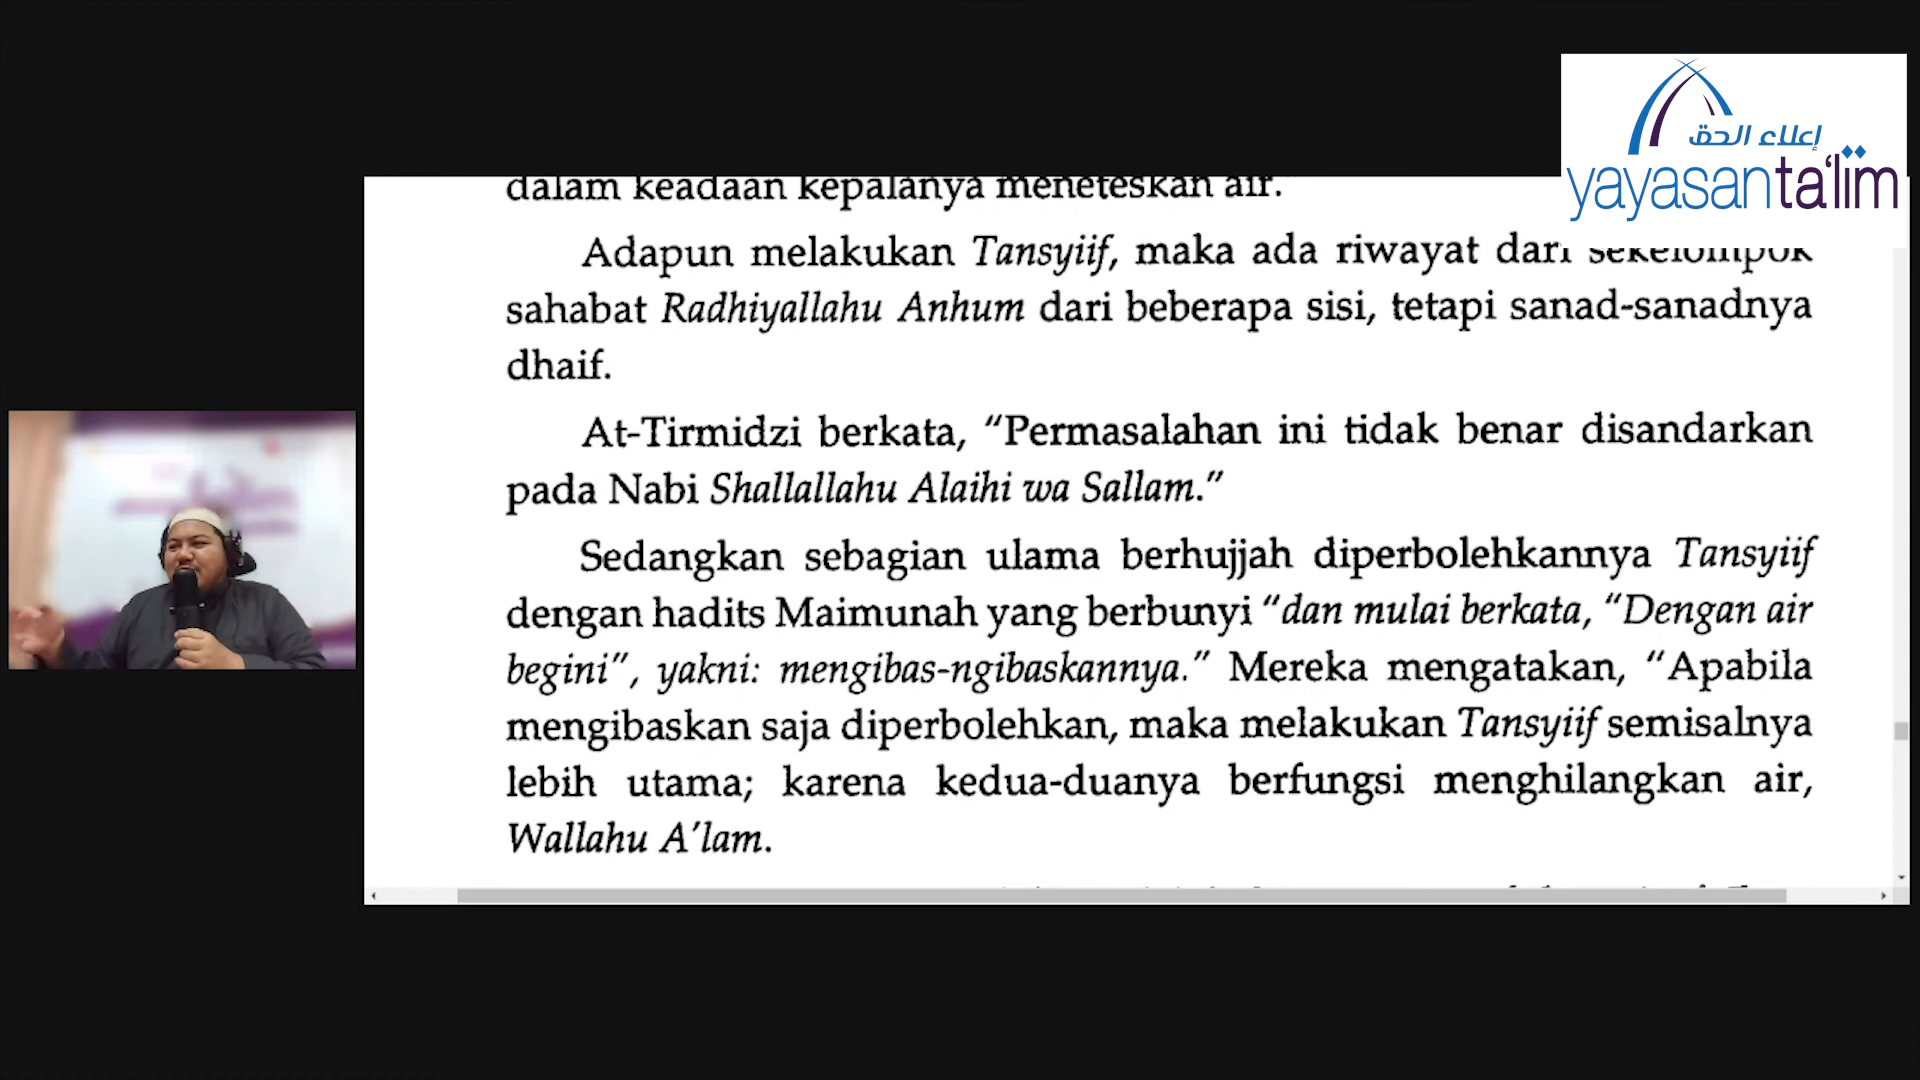 إعلاء الحق
yayasanta'lim
dalam keadaan kepalanya meneteskan air.
Adapun melakukan Tansyiif, maka ada riwayat dari sekelompok
sahabat Radhiyallahu Anhum dari beberapa sisi, tetapi sanad-sanadnya
dhaif.
At-Tirmidzi berkata, “Permasalahan ini tidak benar disandarkan
pada Nabi Shallallahu Alaihi wa Sallam.”
Sedangkan sebagian ulama berhujjah diperbolehkannya Tansyiif
dengan hadits Maimunah yang berbunyi “dan mulai berkata, “Dengan air
begini”, yakni: mengibas-ngibaskannya.” Mereka mengatakan, “Apabila
mengibaskan saja diperbolehkan, maka melakukan Tansyiif semisalnya
lebih utama; karena kedua-duanya berfungsi menghilangkan air,
Wallahu A’lam.